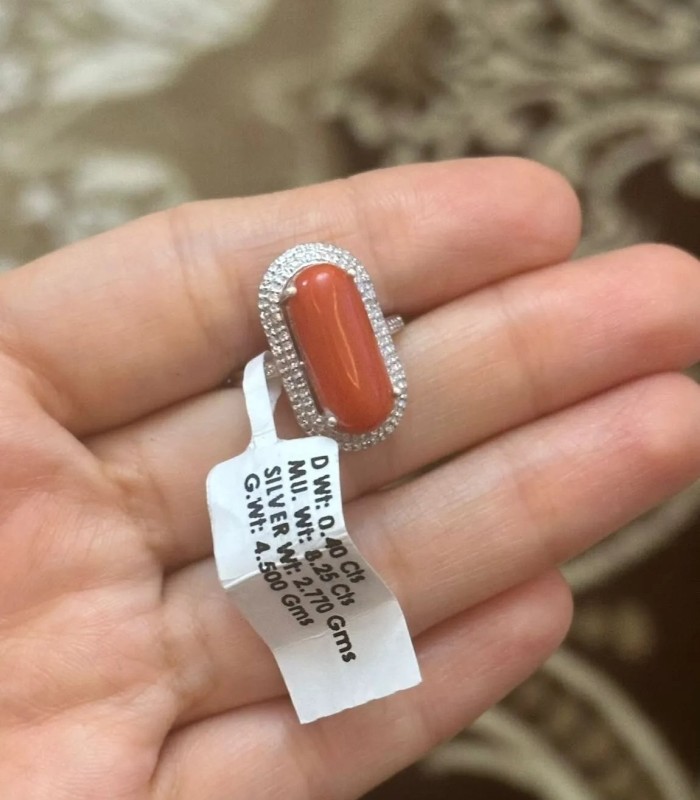 D Wt: 0.40 Cts
MU. Wt: 8.25 Cts
SILVER Wt: 2.770 Gms
G.Wt: 4.500 Gms